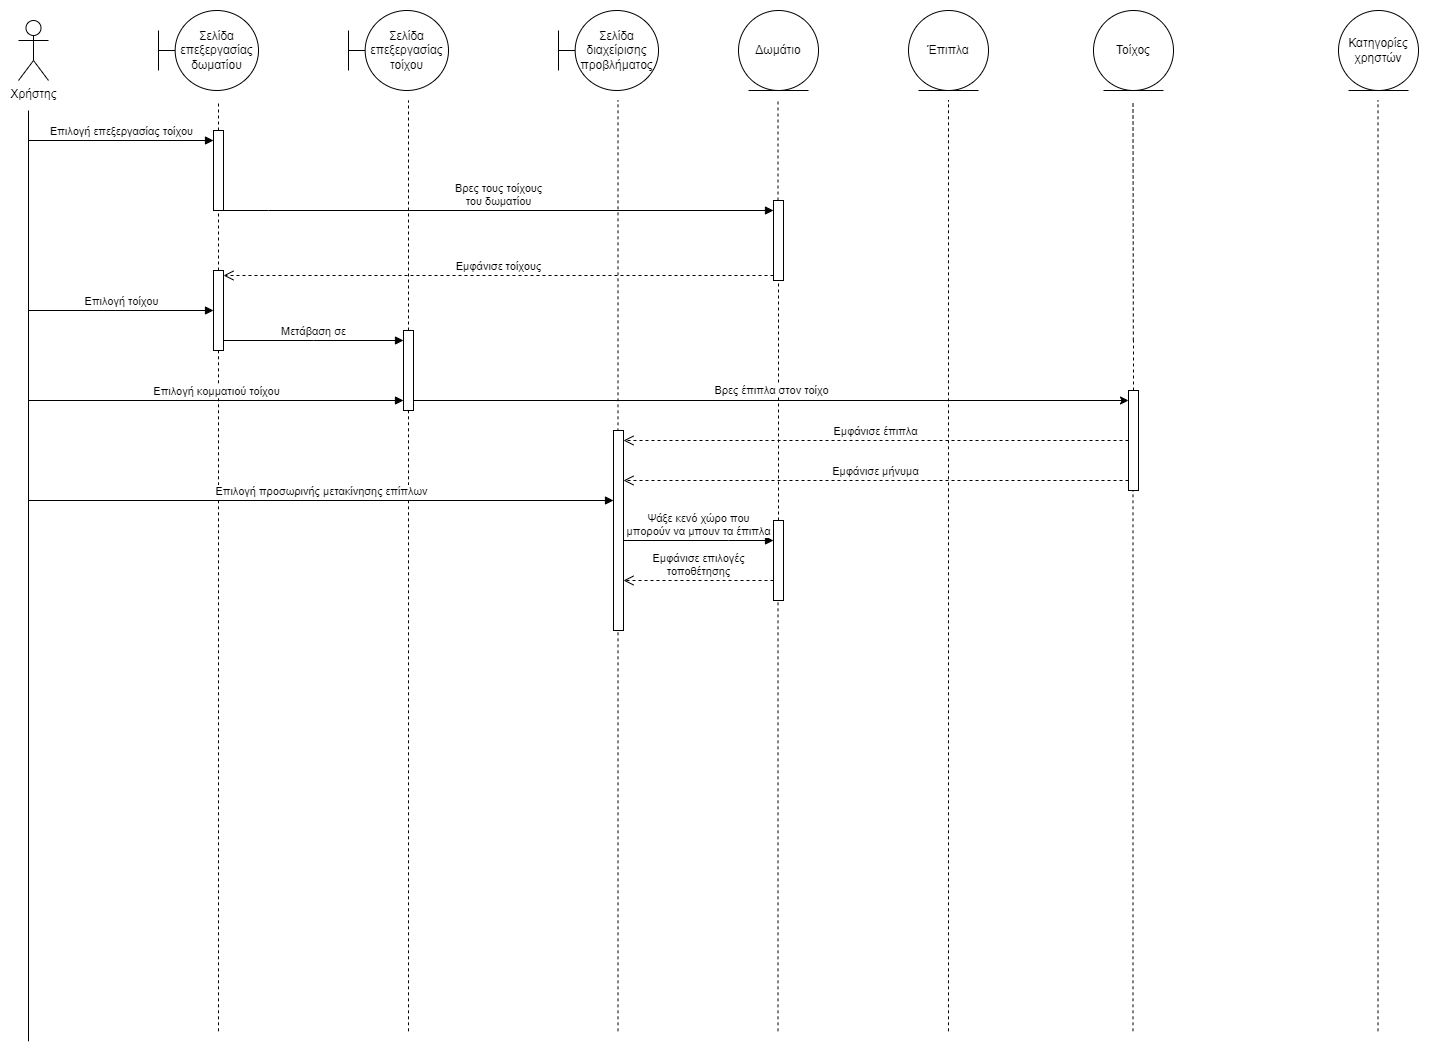 Χρήστης
Σελίδα
επεξεργασίας
δωματίου
Σελίδα
επεξεργασίας
τοίχου
Σελίδα
διαχείρισης
προβλήματος
Δωμάτιο
Έπιπλα
Τοίχος
Κατηγορίες
χρηστών
Επιλογή επεξεργασίας τοίχου
Βρες τους τοίχους
του δωματίου
Εμφάνισε τοίχους
Επιλογή τοίχου
Μετάβαση σε
Επιλογή κομματιού τοίχου
Βρες έπιπλα στον τοίχο
Εμφάνισε έπιπλα
Εμφάνισε μήνυμα
Επιλογή προσωρινής μετακίνησης επίπλων
Ψάξε κενό χώρο που
μπορούν να μπουν τα έπιπλα
Εμφάνισε επιλογές
τοποθέτησης